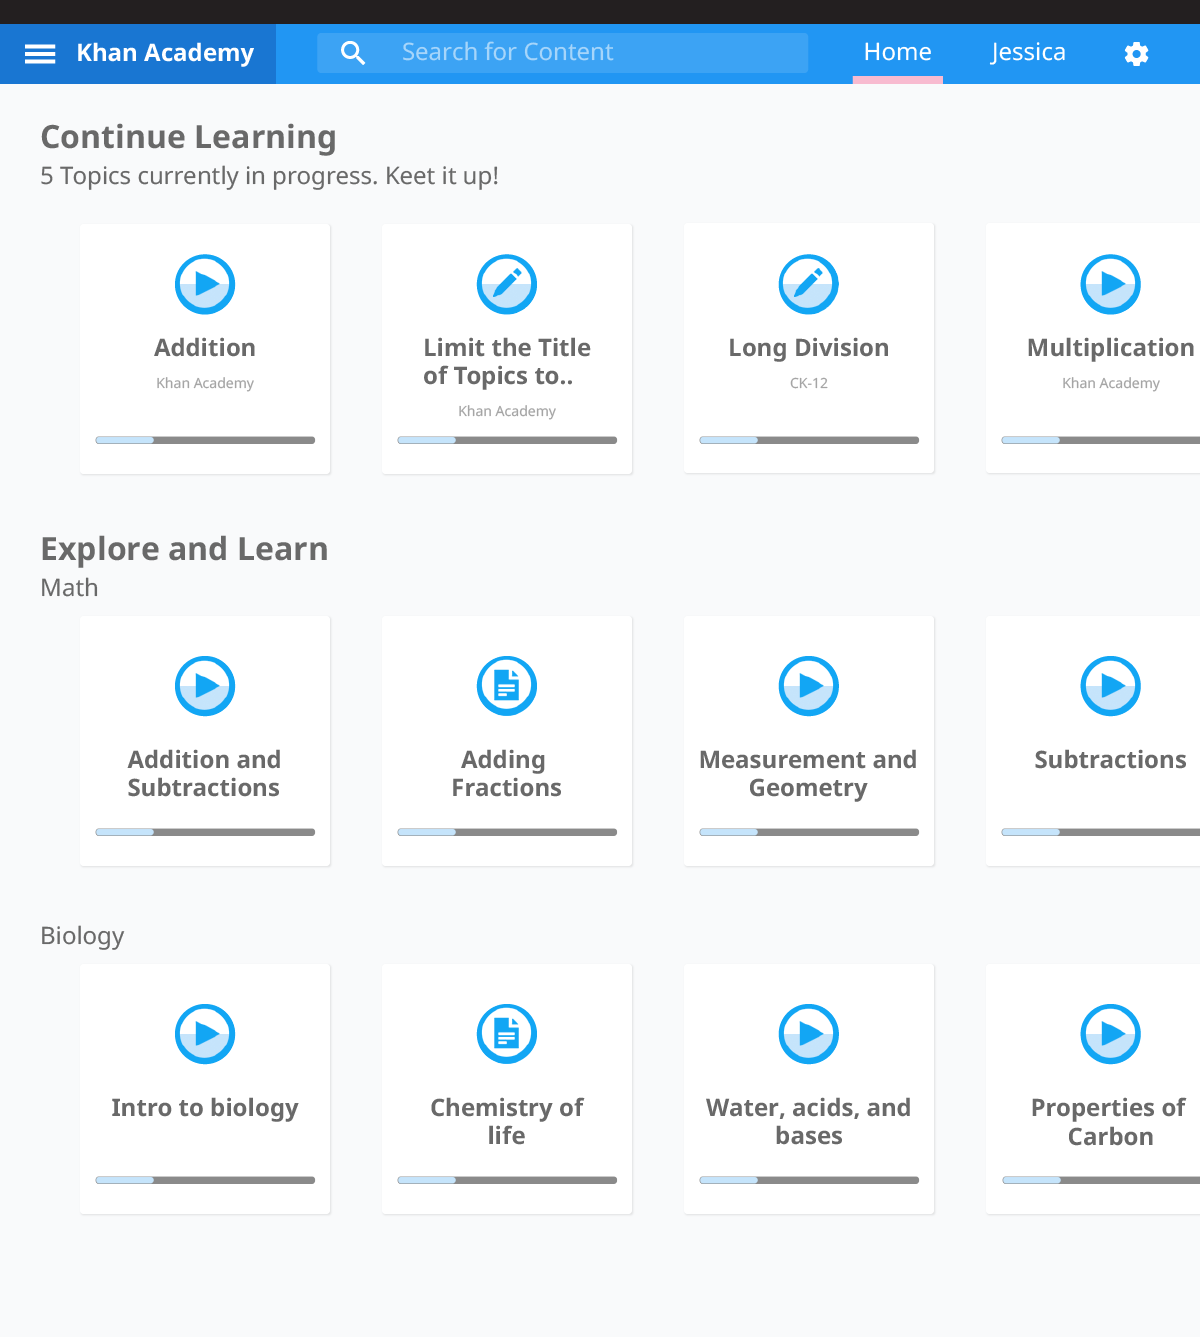 Khan Academy
Search for Content
Home
Jessica
Continue Learning
5 Topics currently in progress. Keet it up!
Addition
Khan Academy
Limit the Title
of Topics to..
Khan Academy
Long Division
CK-12
Multiplication
Khan Academy
Explore and Learn
Math
Addition and
Subtractions
Adding
Fractions
Measurement and
Geometry
Subtractions
Biology
Intro to biology
Chemistry of
life
Water, acids, and
bases
Properties of
Carbon